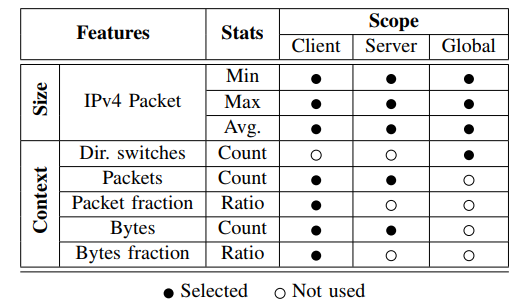 Features Stats Scope
Client Server Global
Size IPv4 Packet Min ● ● ●
Max ● ● ●
Avg. ● ● ●
Context Dir. switches Count ○ ○ ●
Packets Count ● ● ○
Packet fraction Ratio ● ○ ○
Bytes Count ● ● ○
Bytes fraction Ratio ● ○ ○
● Selected ○ Not used